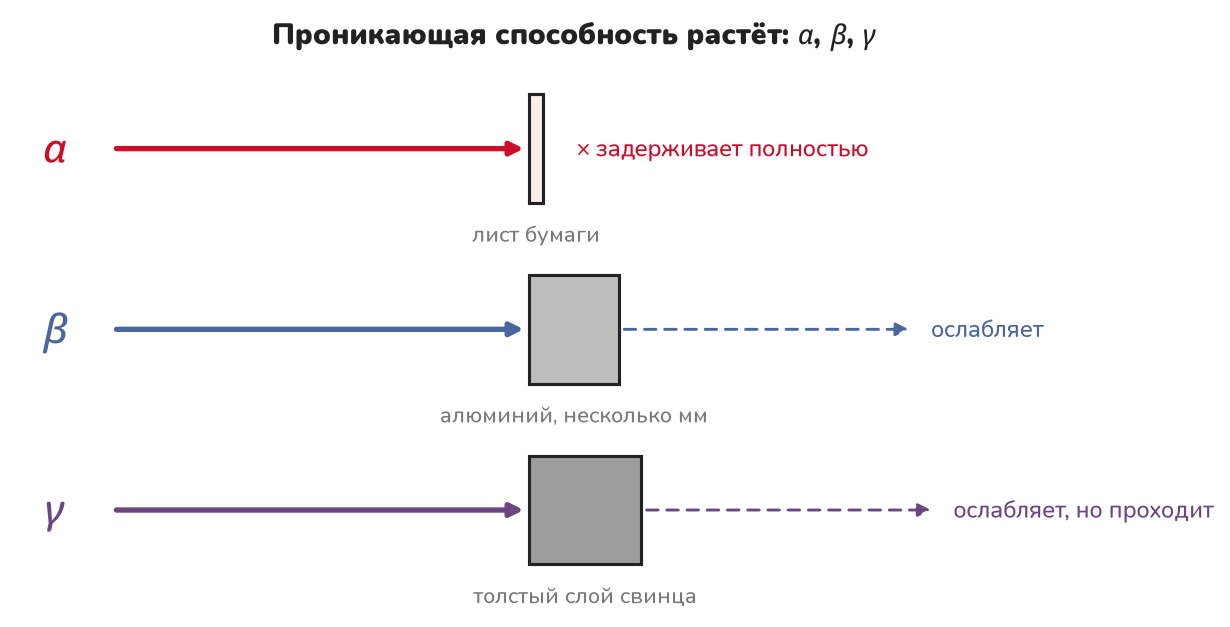 Проникающая способность растёт: α, β, γ
α
× задерживает полностью
лист бумаги
β
ослабляет
алюминий, несколько мм
γ
ослабляет, но проходит
толстый слой свинца